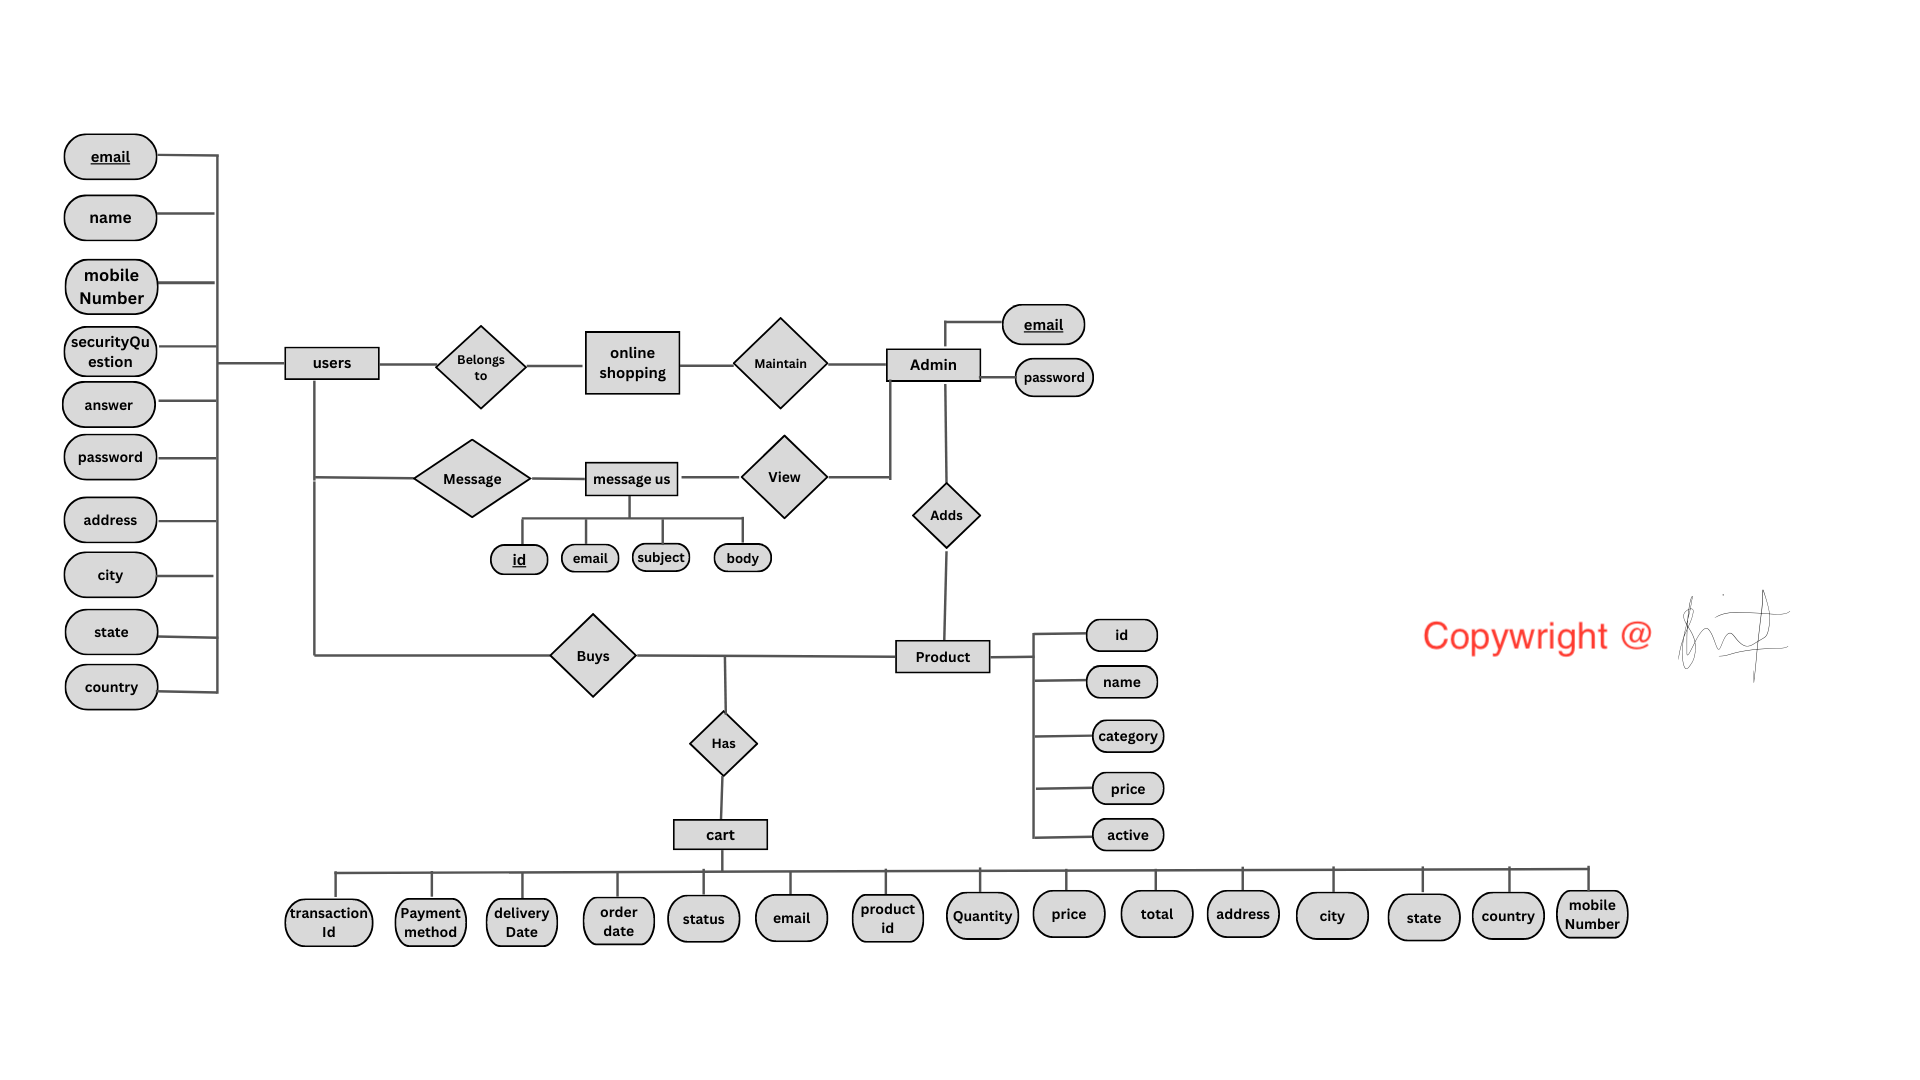 email
name
mobile
Number
securityQu
estion
answer
password
address
city
state
country
users
Belongs
to
online
shopping
Maintain
Admin
email
password
Message
message us
View
id
email
subject
body
Adds
Buys
Product
id
name
category
price
active
Has
cart
transaction
Id
Payment
method
delivery
Date
order
date
status
email
product
id
Quantity
price
total
address
city
state
country
mobile
Number
Copywright @